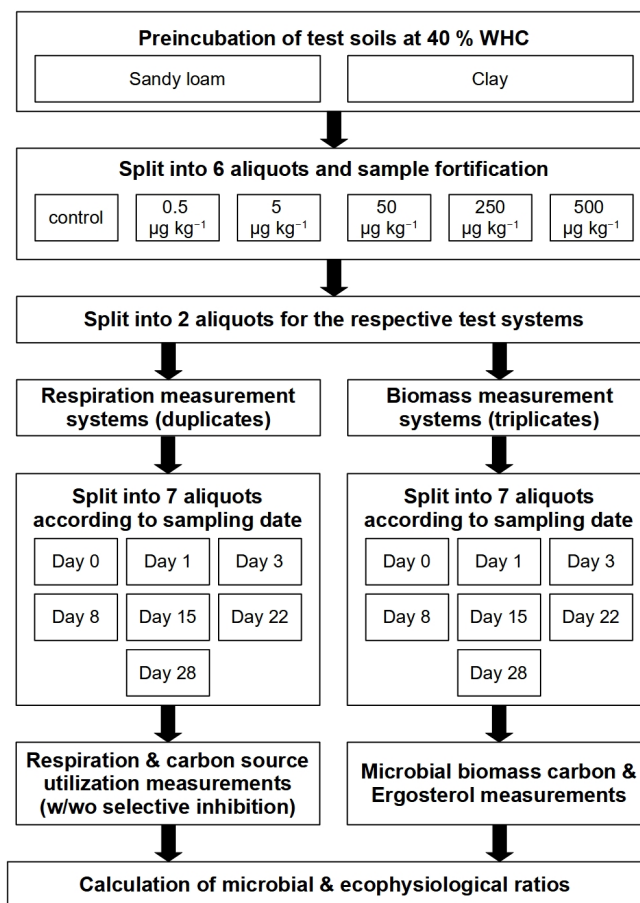 Preincubation of test soils at 40 % WHC
Sandy loam
Clay
Split into 6 aliquots and sample fortification
control
0.5
µg kg⁻¹
5
µg kg⁻¹
50
µg kg⁻¹
250
µg kg⁻¹
500
µg kg⁻¹
Split into 2 aliquots for the respective test systems
Respiration measurement
systems (duplicates)
Biomass measurement
systems (triplicates)
Split into 7 aliquots
according to sampling date
Day 0
Day 1
Day 3
Day 8
Day 15
Day 22
Day 28
Split into 7 aliquots
according to sampling date
Day 0
Day 1
Day 3
Day 8
Day 15
Day 22
Day 28
Respiration & carbon source
utilization measurements
(w/wo selective inhibition)
Microbial biomass carbon &
Ergosterol measurements
Calculation of microbial & ecophysiological ratios